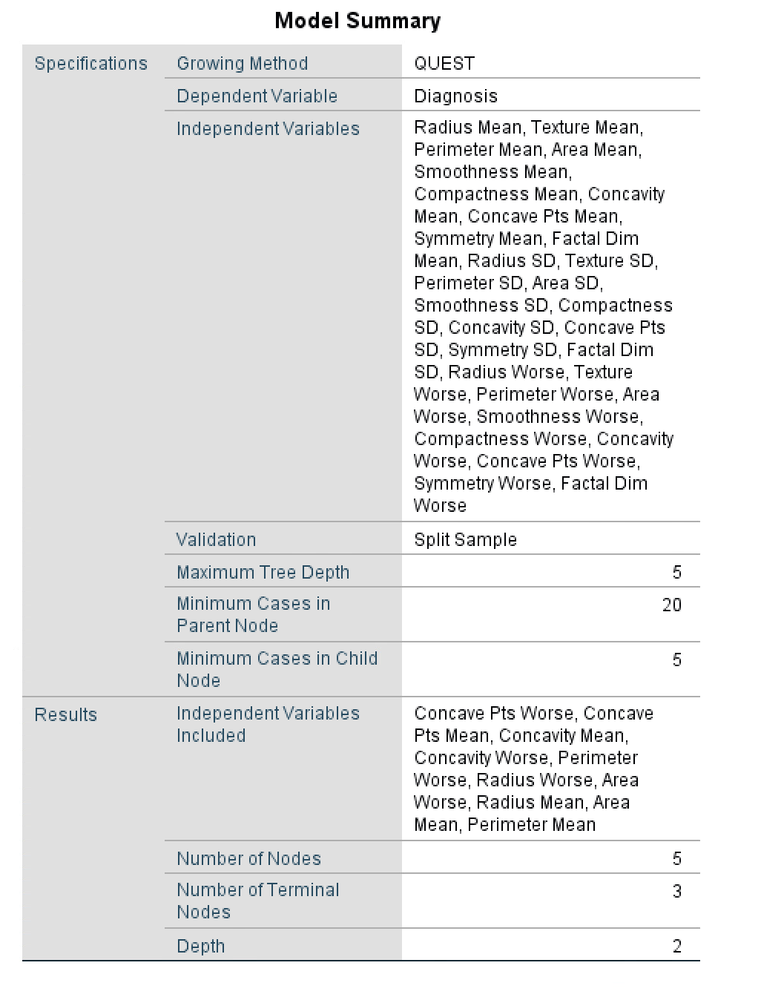 Model Summary
Specifications Growing Method QUEST
Dependent Variable Diagnosis
Independent Variables Radius Mean, Texture Mean,
Perimeter Mean, Area Mean,
Smoothness Mean,
Compactness Mean, Concavity
Mean, Concave Pts Mean,
Symmetry Mean, Factal Dim
Mean, Radius SD, Texture SD,
Perimeter SD, Area SD,
Smoothness SD, Compactness
SD, Concavity SD, Concave Pts
SD, Symmetry SD, Factal Dim
SD, Radius Worse, Texture
Worse, Perimeter Worse, Area
Worse, Smoothness Worse,
Compactness Worse, Concavity
Worse, Concave Pts Worse,
Symmetry Worse, Factal Dim
Worse
Validation Split Sample
Maximum Tree Depth 5
Minimum Cases in
Parent Node 20
Minimum Cases in Child
Node 5
Results Independent Variables
Included Concave Pts Worse, Concave
Pts Mean, Concavity Mean,
Concavity Worse, Perimeter
Worse, Radius Worse, Area
Worse, Radius Mean, Area
Mean, Perimeter Mean
Number of Nodes 5
Number of Terminal
Nodes 3
Depth 2